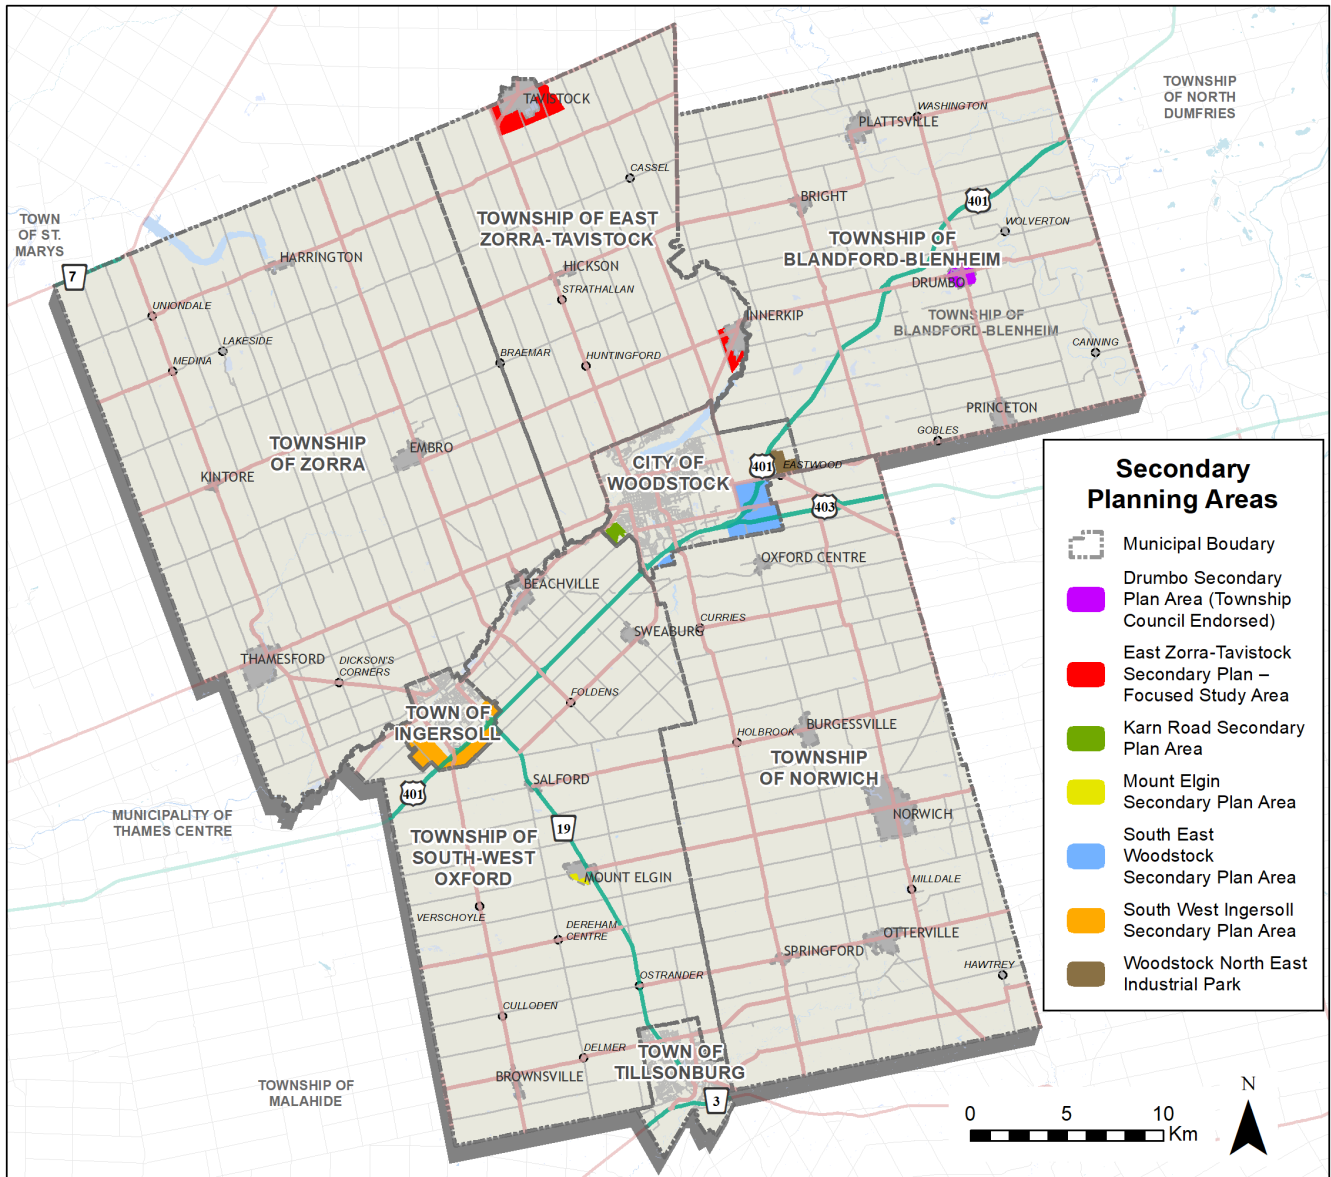 TOWNSHIP
OF NORTH
DUMFRIES
TAVISTOCK
WASHINGTON
PLATTSVILLE
CASSEL
BRIGHT
401
WOLVERTON
TOWN
OF ST.
MARYS
TOWNSHIP OF EAST
ZORRA-TAVISTOCK
TOWNSHIP OF
BLANDFORD-BLENHEIM
7
HARRINGTON
HICKSON
STRATHALLAN
DRUMBO
UNIONDALE
INNERKIP
TOWNSHIP OF
BLANDFORD-BLENHEIM
LAKESIDE
MEDINA
BRAEMAR
HUNTINGFORD
CANNING
PRINCETON
GOBLES
TOWNSHIP
OF ZORRA
EMBRO
KINTORE
CITY OF
WOODSTOCK
401
EASTWOOD
403
OXFORD CENTRE
BEACHVILLE
CURRIES
SWEABURG
THAMESFORD
DICKSON'S
CORNERS
FOLDENS
TOWN OF
INGERSOLL
HOLBROOK
BURGESSVILLE
TOWNSHIP
OF NORWICH
SALFORD
401
NORWICH
MUNICIPALITY OF
THAMES CENTRE
19
TOWNSHIP OF
SOUTH-WEST
OXFORD
MOUNT ELGIN
MILLDALE
VERSCHOYLE
DEREHAM
CENTRE
OTTERVILLE
SPRINGFORD
HAWTREY
OSTRANDER
CULLODEN
DELMER
TOWN OF
TILLSONBURG
BROWNSVILLE
3
TOWNSHIP OF
MALAHIDE
Secondary
Planning Areas
Municipal Boudary
Drumbo Secondary
Plan Area (Township
Council Endorsed)
East Zorra-Tavistock
Secondary Plan –
Focused Study Area
Karn Road Secondary
Plan Area
Mount Elgin
Secondary Plan Area
South East
Woodstock
Secondary Plan Area
South West Ingersoll
Secondary Plan Area
Woodstock North East
Industrial Park
N
0 5 10
Km